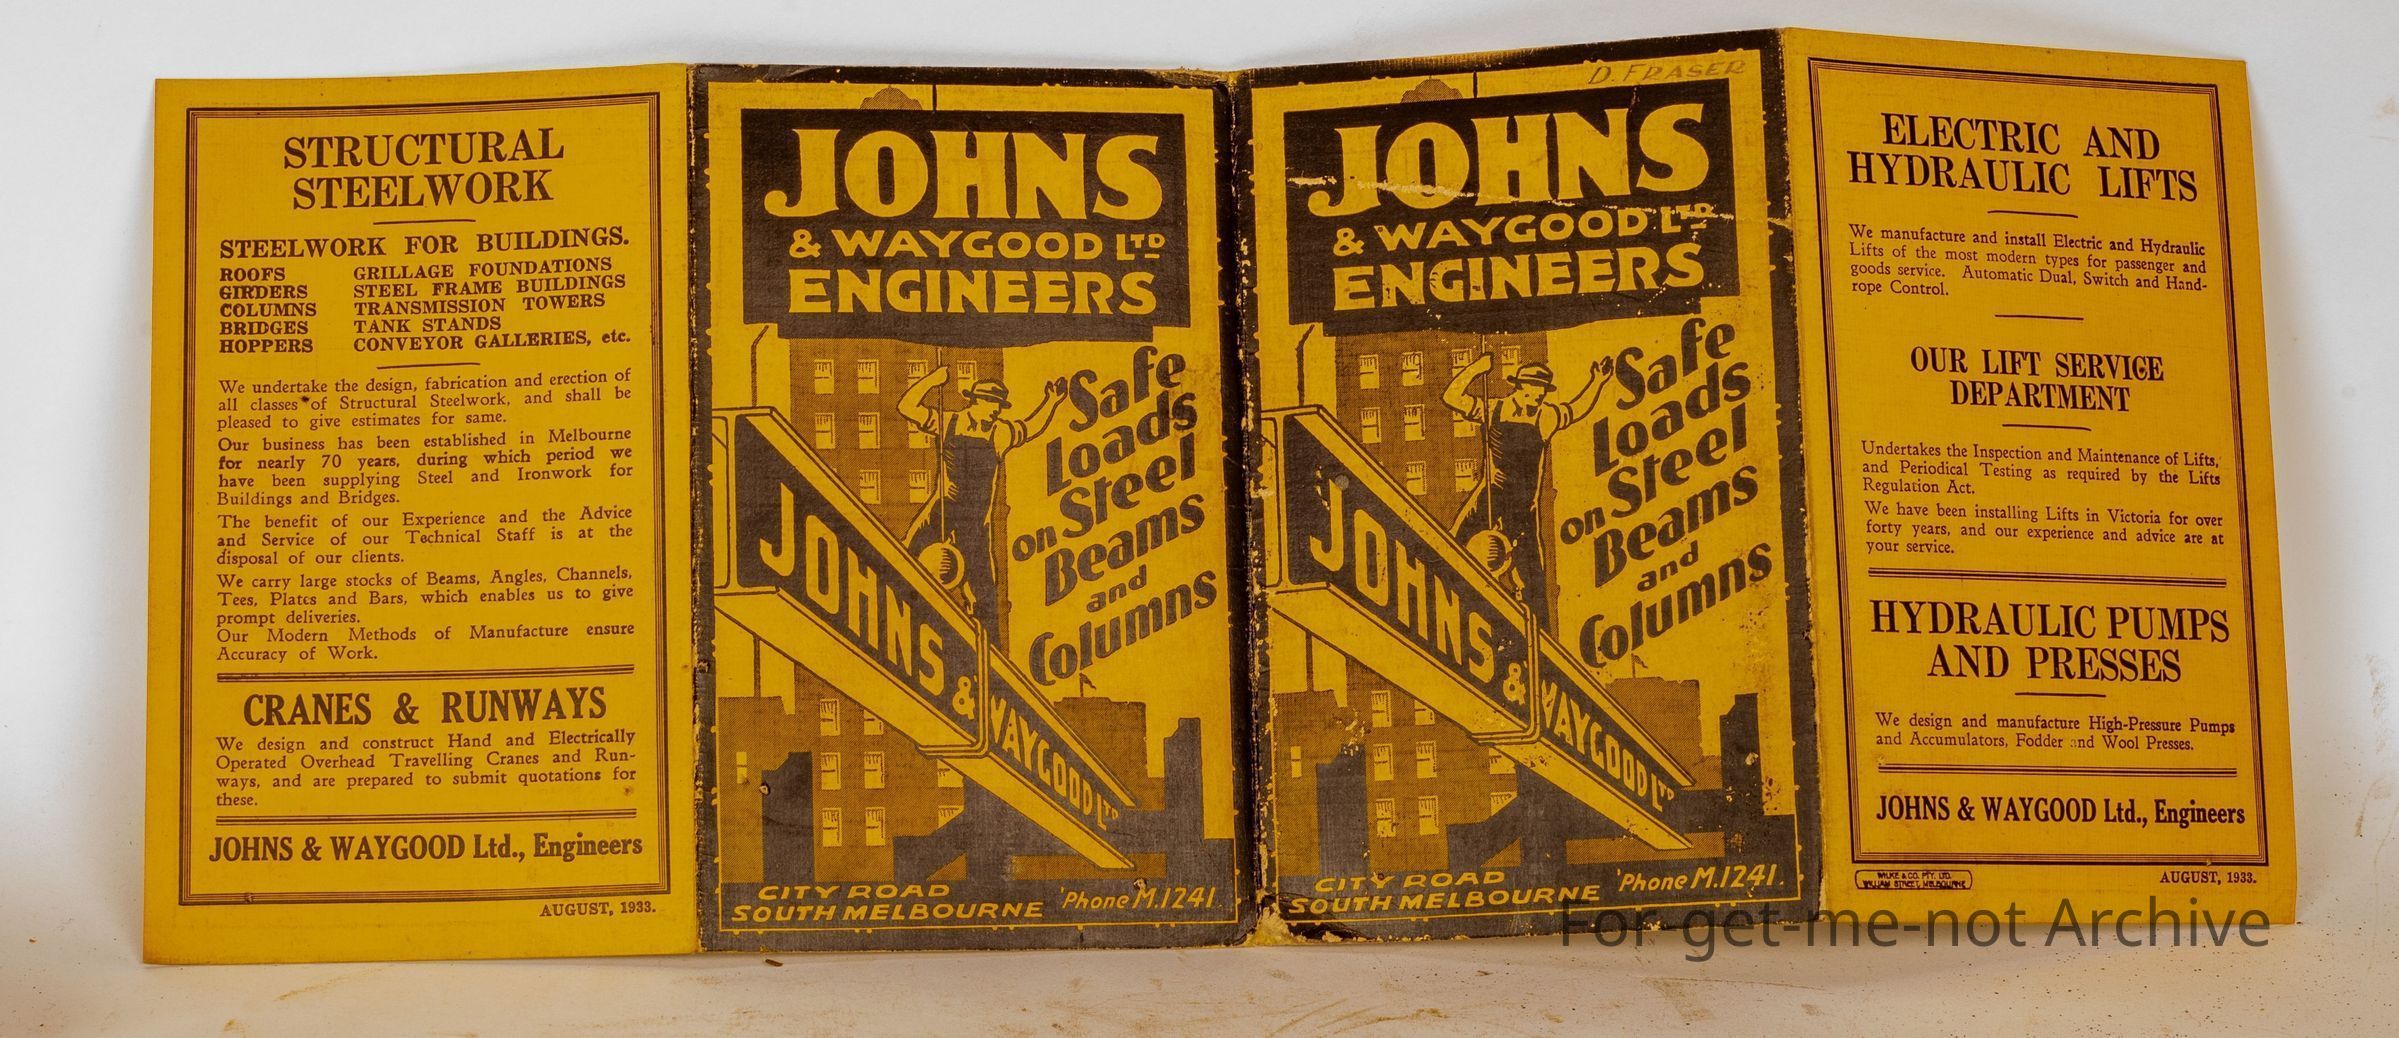 STRUCTURAL
STEELWORK
STEELWORK FOR BUILDINGS.
ROOFS GRILLAGE FOUNDATIONS
GIRDERS STEEL FRAME BUILDINGS
COLUMNS TRANSMISSION TOWERS
BRIDGES TANK STANDS
HOPPERS CONVEYOR GALLERIES, etc.
We undertake the design, fabrication and erection of
all classes of Structural Steelwork, and shall be
pleased to give estimates for same.
Our business has been established in Melbourne
for nearly 70 years, during which period we
have been supplying Steel and Ironwork for
Buildings and Bridges.
The benefit of our Experience and the Advice
and Service of our Technical Staff is at the
disposal of our clients.
We carry large stocks of Beams, Angles, Channels,
Tees, Plates and Bars, which enables us to give
prompt deliveries.
Our Modern Methods of Manufacture ensure
Accuracy of Work.
CRANES & RUNWAYS
We design and construct Hand and Electrically
Operated Overhead Travelling Cranes and Run-
ways, and are prepared to submit quotations for
these.
JOHNS & WAYGOOD Ltd., Engineers
AUGUST, 1933.
JOHNS
& WAYGOOD LTD
ENGINEERS
Safe
Loads
on Steel
Beams
and
Columns
JOHNS & WAYGOOD LTD
CITY ROAD
SOUTH MELBOURNE 'Phone M.1241.
D. FRASER
JOHNS
& WAYGOOD LTD
ENGINEERS
Safe
Loads
on Steel
Beams
and
Columns
JOHNS & WAYGOOD LTD
CITY ROAD
SOUTH MELBOURNE 'Phone M.1241.
ELECTRIC AND
HYDRAULIC LIFTS
We manufacture and install Electric and Hydraulic
Lifts of the most modern types for passenger and
goods service. Automatic Dual, Switch and Hand-
rope Control.
OUR LIFT SERVICE
DEPARTMENT
Undertakes the Inspection and Maintenance of Lifts,
and Periodical Testing as required by the Lifts
Regulation Act.
We have been installing Lifts in Victoria for over
forty years, and our experience and advice are at
your service.
HYDRAULIC PUMPS
AND PRESSES
We design and manufacture High-Pressure Pumps
and Accumulators, Fodder and Wool Presses.
JOHNS & WAYGOOD Ltd., Engineers
WILKE & CO. PTY. LTD.
WILLIAM STREET, MELBOURNE
AUGUST, 1933.
For-get-me-not Archive